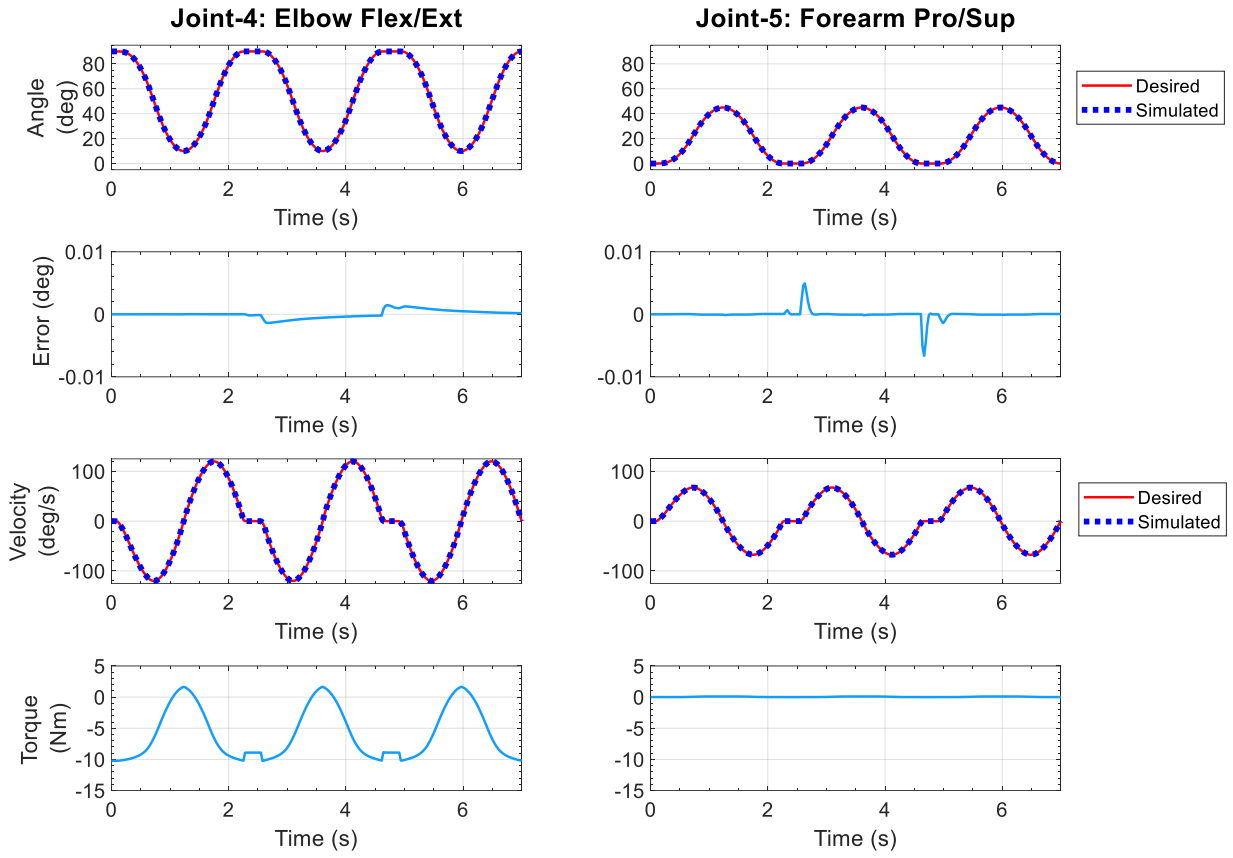 Joint-4: Elbow Flex/Ext
Joint-5: Forearm Pro/Sup
Angle
(deg)
80
60
40
20
0
0 2 4 6
Time (s)
80
60
40
20
0
0 2 4 6
Time (s)
Desired
Simulated
Error (deg)
0.01
0
-0.01
0 2 4 6
Time (s)
0.01
0
-0.01
0 2 4 6
Time (s)
Velocity
(deg/s)
100
0
-100
0 2 4 6
Time (s)
100
0
-100
0 2 4 6
Time (s)
Desired
Simulated
Torque
(Nm)
5
0
-5
-10
-15
0 2 4 6
Time (s)
5
0
-5
-10
-15
0 2 4 6
Time (s)